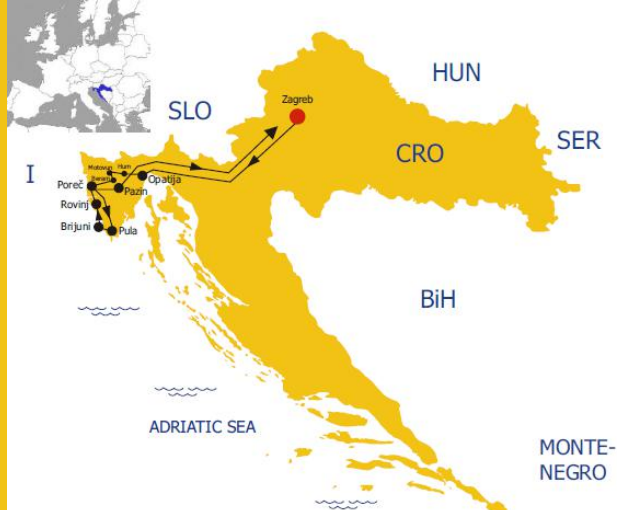 HUN
Zagreb
SLO
SER
CRO
I
Motovun
Hum
Beram
Opatija
Poreč
Pazin
Rovinj
Brijuni
Pula
BiH
ADRIATIC SEA
MONTE-
NEGRO